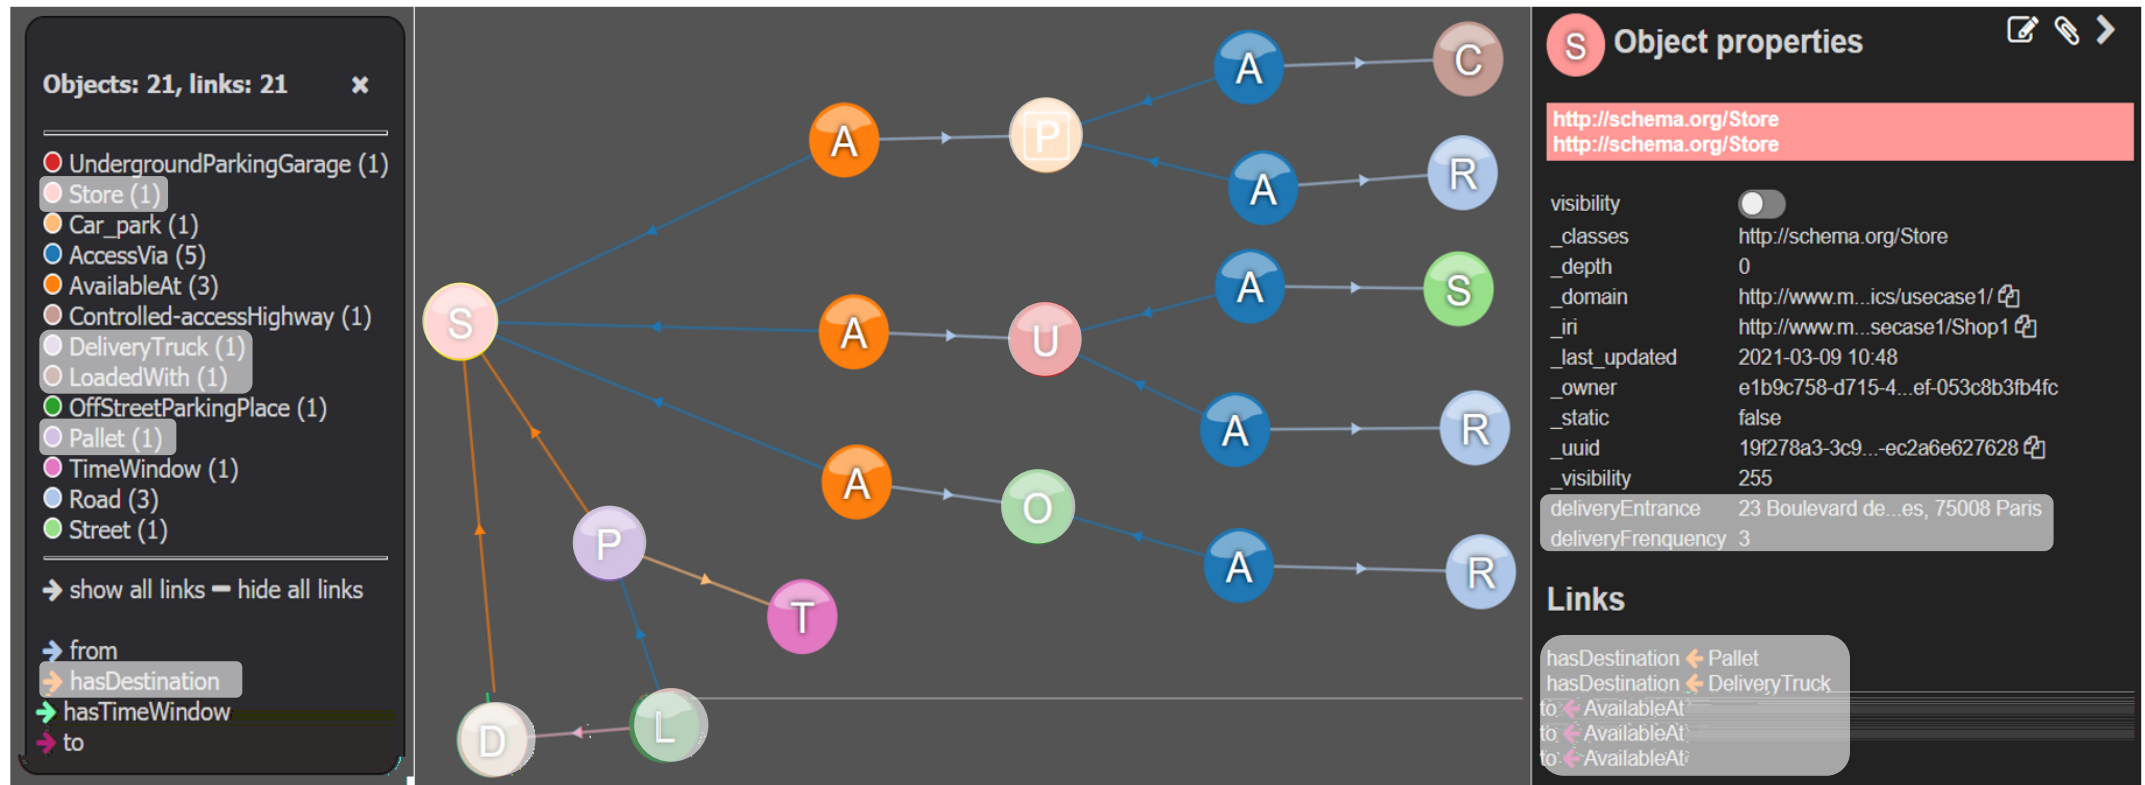 Objects: 21, links: 21
UndergroundParkingGarage (1)
Store (1)
Car_park (1)
AccessVia (5)
AvailableAt (3)
Controlled-accessHighway (1)
DeliveryTruck (1)
LoadedWith (1)
OffStreetParkingPlace (1)
Pallet (1)
TimeWindow (1)
Road (3)
Street (1)
show all links hide all links
from
hasDestination
hasTimeWindow
to
A
C
A
P
A
R
S
A
U
A
S
A
R
A
O
P
A
R
T
D
L
S Object properties
http://schema.org/Store
http://schema.org/Store
visibility
_classes http://schema.org/Store
_depth 0
_domain http://www.m...ics/usecase1/
_iri http://www.m...secase1/Shop1
_last_updated 2021-03-09 10:48
_owner e1b9c758-d715-4...ef-053c8b3fb4fc
_static false
_uuid 19f278a3-3c9...-ec2a6e627628
_visibility 255
deliveryEntrance 23 Boulevard de...es, 75008 Paris
deliveryFrenquency 3
Links
hasDestination Pallet
hasDestination DeliveryTruck
to AvailableAt
to AvailableAt
to AvailableAt